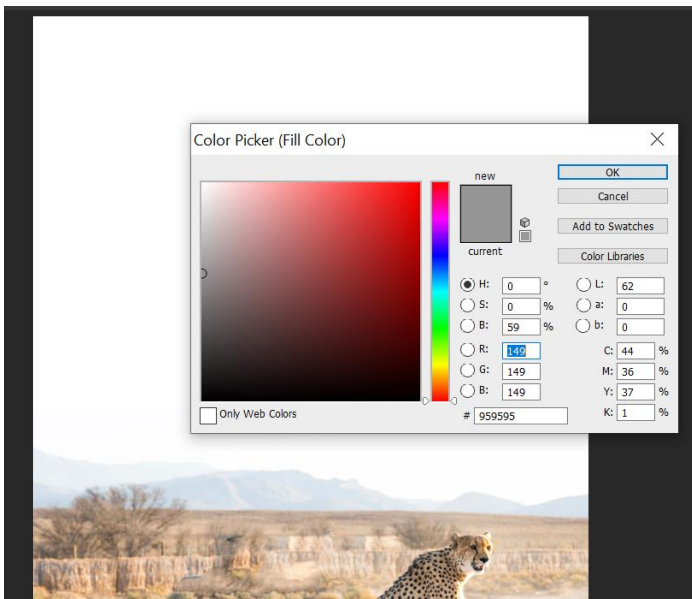 Color Picker (Fill Color)
new
current
OK
Cancel
Add to Swatches
Color Libraries
H: 0 °
S: 0 %
B: 59 %
R: 149
G: 149
B: 149
L: 62
a: 0
b: 0
C: 44 %
M: 36 %
Y: 37 %
K: 1 %
Only Web Colors
# 959595